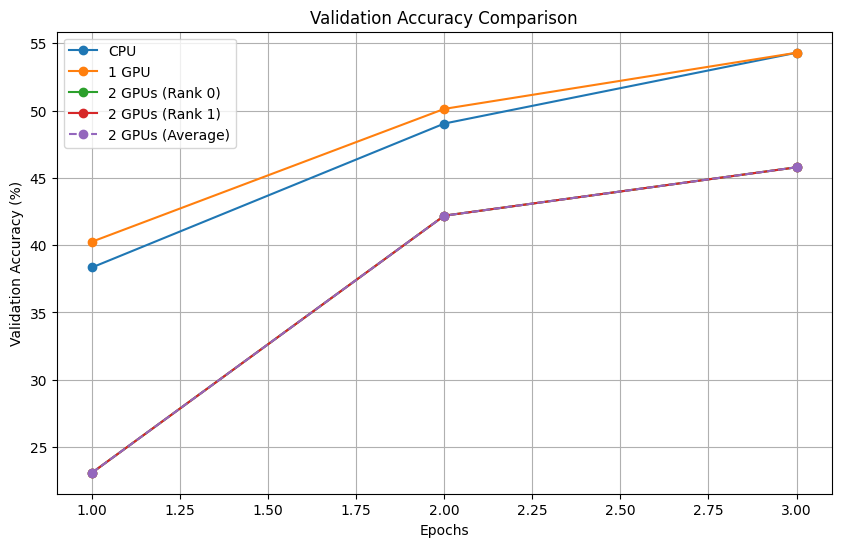 Validation Accuracy Comparison
CPU
1 GPU
2 GPUs (Rank 0)
2 GPUs (Rank 1)
2 GPUs (Average)
Validation Accuracy (%)
55
50
45
40
35
30
25
1.00 1.25 1.50 1.75 2.00 2.25 2.50 2.75 3.00
Epochs